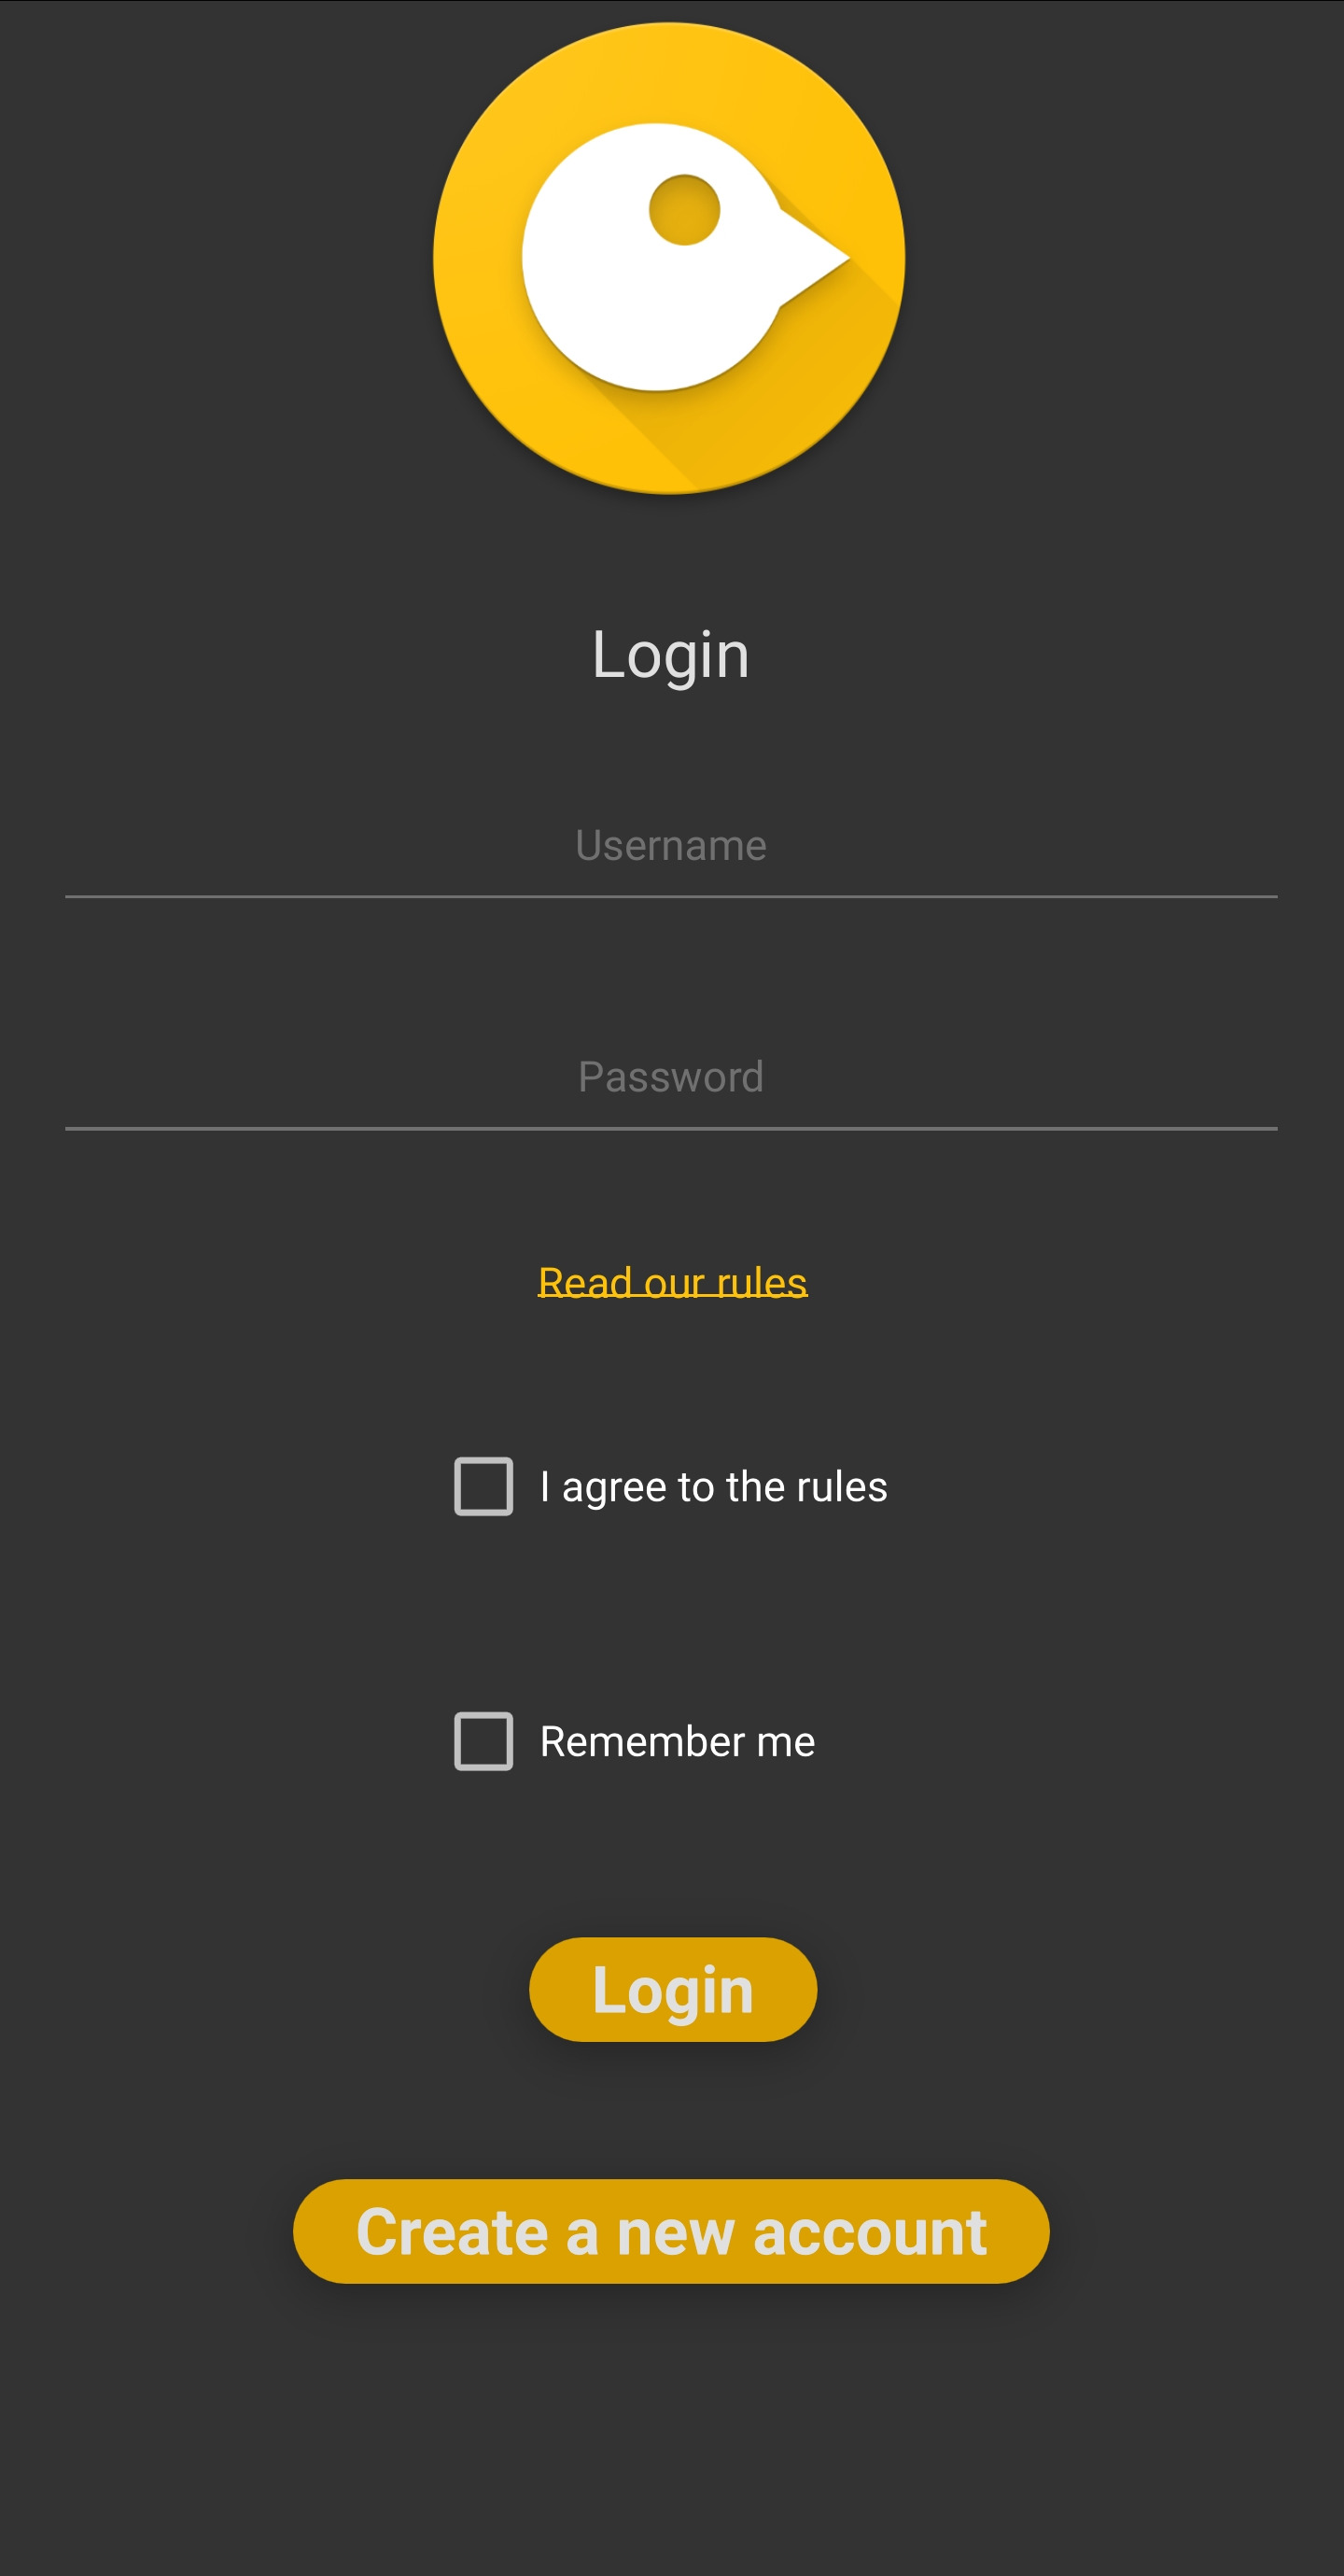 Login
Username
Password
Read our rules
I agree to the rules
Remember me
Login
Create a new account